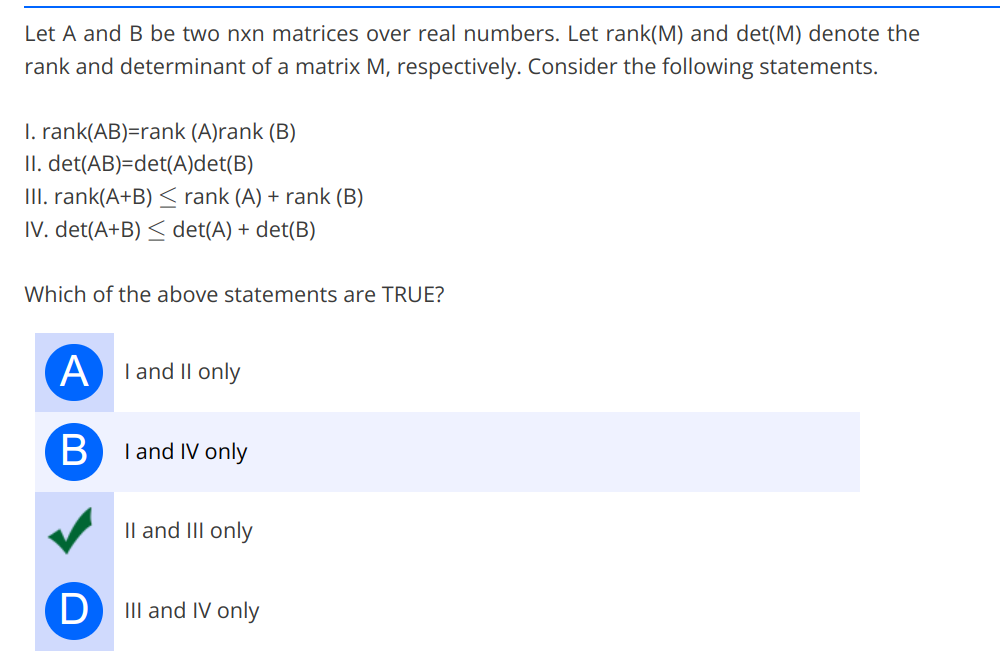 Let A and B be two nxn matrices over real numbers. Let rank(M) and det(M) denote the
rank and determinant of a matrix M, respectively. Consider the following statements.
I. rank(AB)=rank (A)rank (B)
II. det(AB)=det(A)det(B)
III. rank(A+B) ≤ rank (A) + rank (B)
IV. det(A+B) ≤ det(A) + det(B)
Which of the above statements are TRUE?
A I and II only
B I and IV only
II and III only
D III and IV only